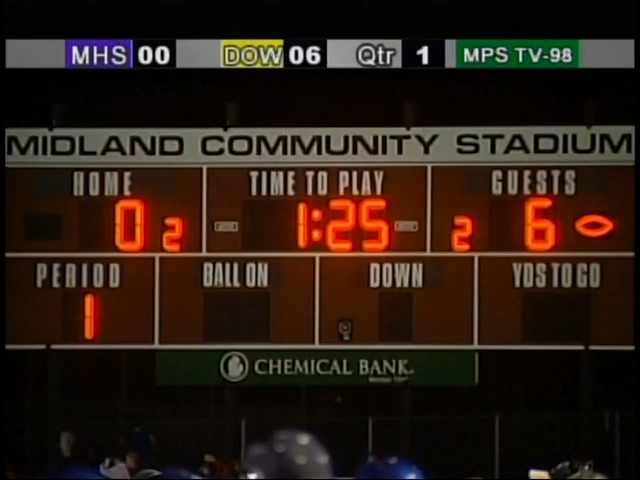 MHS 00 DOW 06 Qtr 1 MPS TV-98
MIDLAND COMMUNITY STADIUM
HOME TIME TO PLAY GUESTS
0 2 1:25 2 6
PERIOD BALL ON DOWN YDS TO GO
1
CHEMICAL BANK